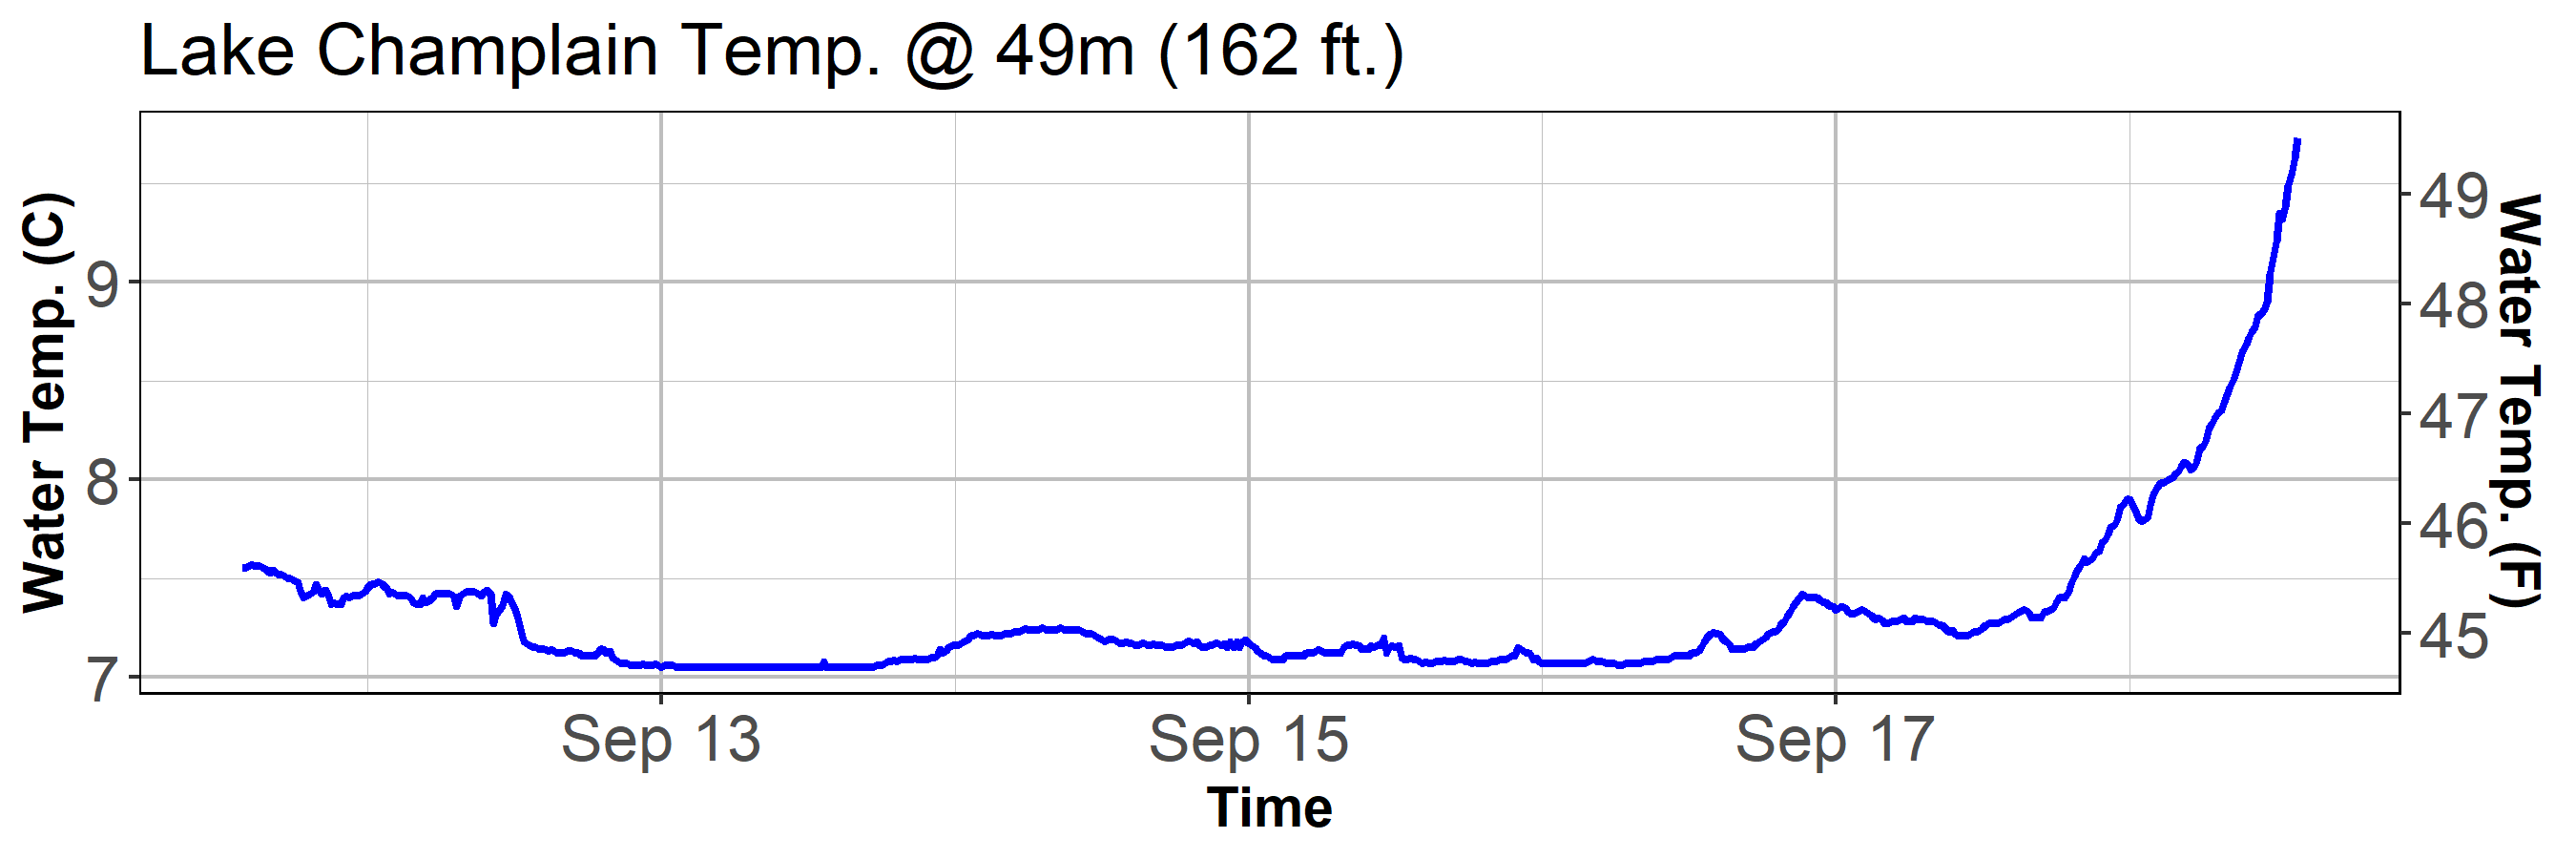 Lake Champlain Temp. @ 49m (162 ft.)
Water Temp. (C)
9
8
7
49
48
47
46
45
Water Temp. (F)
Sep 13 Sep 15 Sep 17
Time